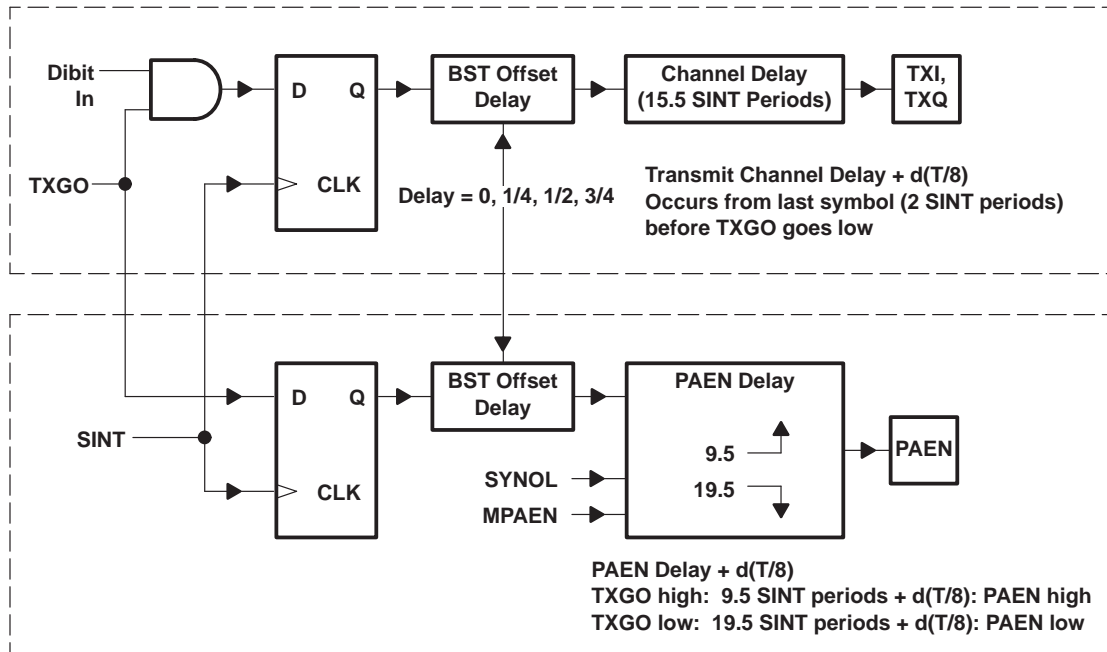 Dibit
In
TXGO
D
Q
CLK
BST Offset
Delay
Channel Delay
(15.5 SINT Periods)
TXI,
TXQ
Delay = 0, 1/4, 1/2, 3/4
Transmit Channel Delay + d(T/8)
Occurs from last symbol (2 SINT periods)
before TXGO goes low
SINT
D
Q
CLK
BST Offset
Delay
PAEN Delay
9.5
19.5
SYNOL
MPAEN
PAEN
PAEN Delay + d(T/8)
TXGO high: 9.5 SINT periods + d(T/8): PAEN high
TXGO low: 19.5 SINT periods + d(T/8): PAEN low